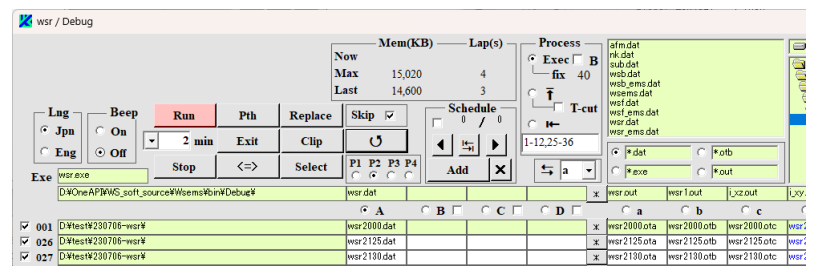 wsr / Debug
Mem(KB) Lap(s)
Now
Max 15,020 4
Last 14,600 3
Process
Exec B
fix 40
T-cut
1-12,25-36
a
afm.dat
nk.dat
sub.dat
wsb.dat
wsb_ems.dat
wsems.dat
wsf.dat
wsf_ems.dat
wsr.dat
wsr_ems.dat
*.dat *.otb
*.exe *.out
Lng Beep
Jpn On
Eng Off
Run Pth Replace Skip
2 min Exit Clip
Stop <=> Select P1 P2 P3 P4
Schedule
0 / 0
Add X
Exe wsr.exe
D:¥OneAPI¥WS_soft_source¥Wsems¥bin¥Debug¥ wsr.dat x wsr.out wsr1.out i_xz.out i_xy.
A B C D a b c
001 D:¥test¥230706-wsr¥ wsr2000.dat x wsr2000.ota wsr2000.otb wsr2000.otc wsr2
026 D:¥test¥230706-wsr¥ wsr2125.dat x wsr2125.ota wsr2125.otb wsr2125.otc wsr2
027 D:¥test¥230706-wsr¥ wsr2130.dat x wsr2130.ota wsr2130.otb wsr2130.otc wsr2